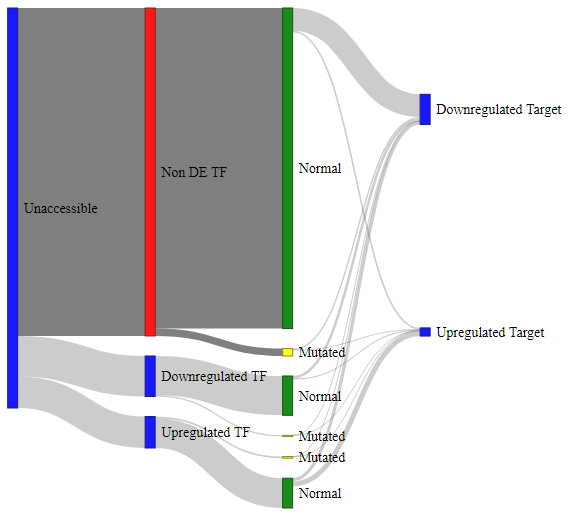 Unaccessible
Non DE TF
Downregulated TF
Upregulated TF
Normal
Mutated
Normal
Mutated
Mutated
Normal
Downregulated Target
Upregulated Target